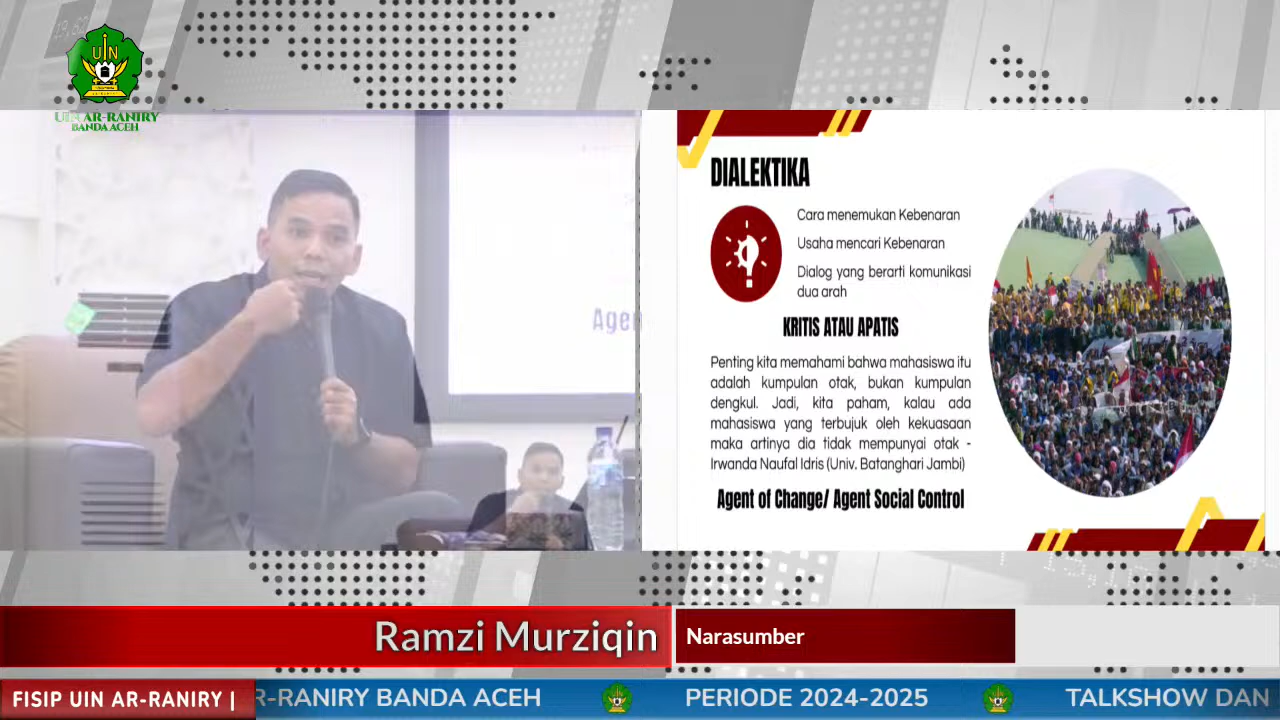 UIN
UIN AR-RANIRY
BANDA ACEH
Agen
DIALEKTIKA
Cara menemukan Kebenaran
Usaha mencari Kebenaran
Dialog yang berarti komunikasi
dua arah
KRITIS ATAU APATIS
Penting kita memahami bahwa mahasiswa itu
adalah kumpulan otak, bukan kumpulan
dengkul. Jadi, kita paham, kalau ada
mahasiswa yang terbujuk oleh kekuasaan
maka artinya dia tidak mempunyai otak -
Irwanda Naufal Idris (Univ. Batanghari Jambi)
Agent of Change/ Agent Social Control
Ramzi Murziqin
Narasumber
FISIP UIN AR-RANIRY |
R-RANIRY BANDA ACEH PERIODE 2024-2025 TALKSHOW DAN